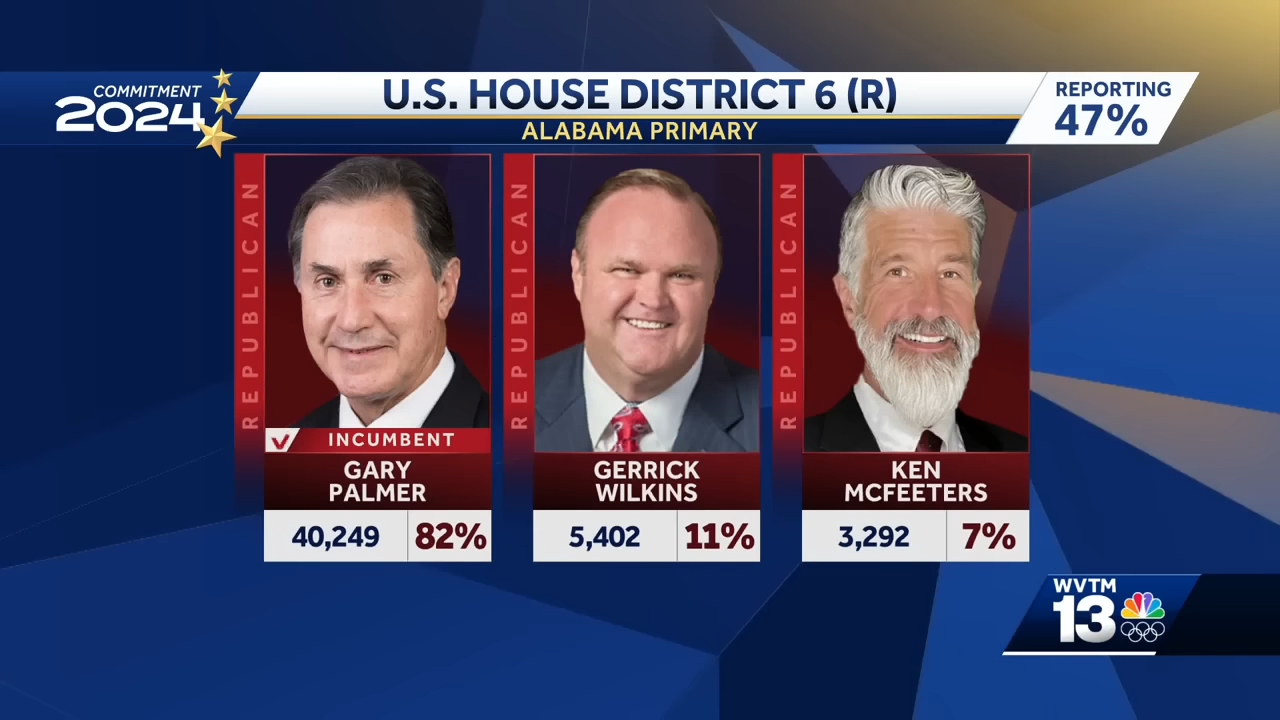 COMMITMENT
2024
U.S. HOUSE DISTRICT 6 (R)
ALABAMA PRIMARY
REPORTING
47%
REPUBLICAN
INCUMBENT
GARY
PALMER
40,249 82%
REPUBLICAN
GERRICK
WILKINS
5,402 11%
REPUBLICAN
KEN
MCFEETERS
3,292 7%
WVTM
13